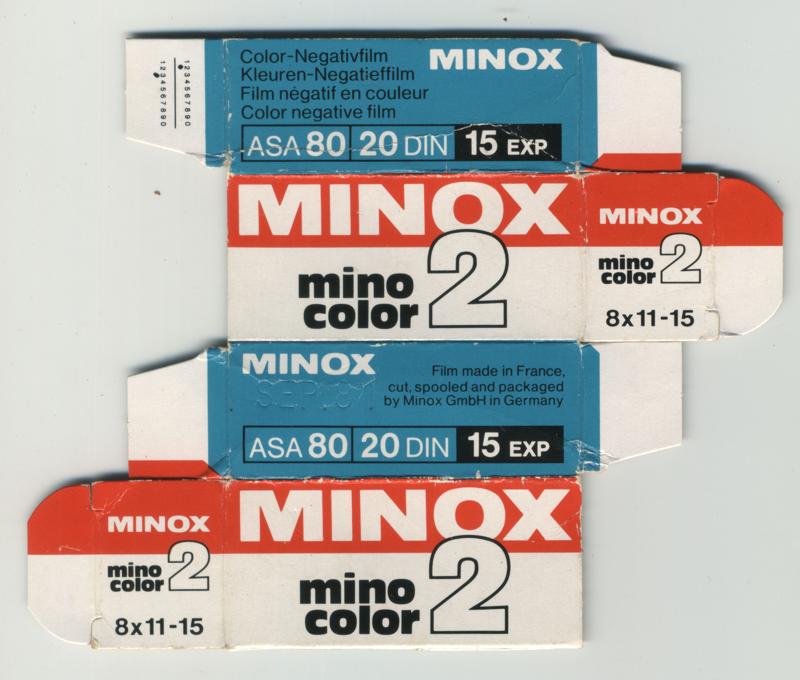 1234567890
1234567890
Color-Negativfilm
Kleuren-Negatieffilm
Film négatif en couleur
Color negative film
MINOX
ASA 80 20 DIN 15 EXP
MINOX
mino
color 2
MINOX
mino
color 2
8x11-15
MINOX
Film made in France,
cut, spooled and packaged
by Minox GmbH in Germany
ASA 80 20 DIN 15 EXP
MINOX
mino
color 2
8x11-15
MINOX
mino
color 2